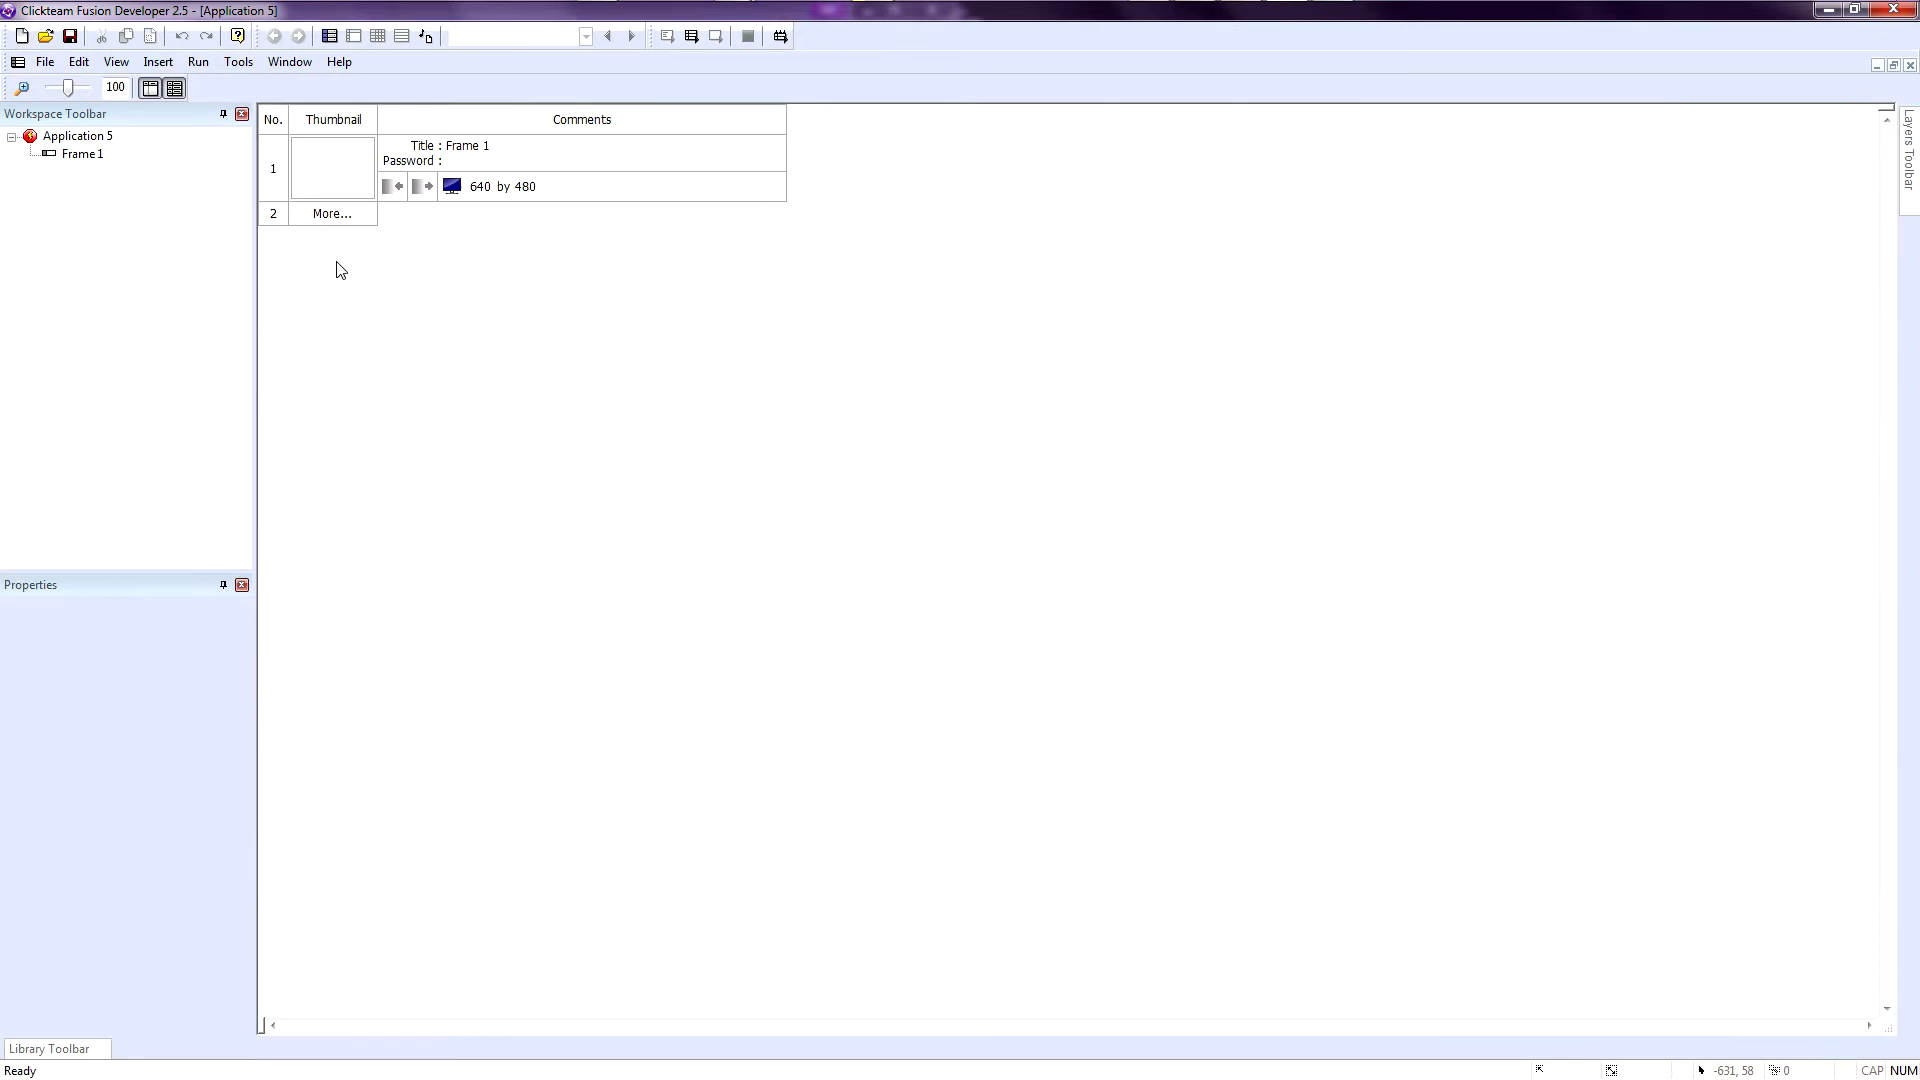 Clickteam Fusion Developer 2.5 - [Application 5]
File Edit View Insert Run Tools Window Help
100
Workspace Toolbar
Application 5
Frame 1
Properties
No. Thumbnail Comments
1
Title : Frame 1
Password :
640 by 480
2 More...
Layers Toolbar
Library Toolbar
Ready
-631, 58
0
CAP NUM